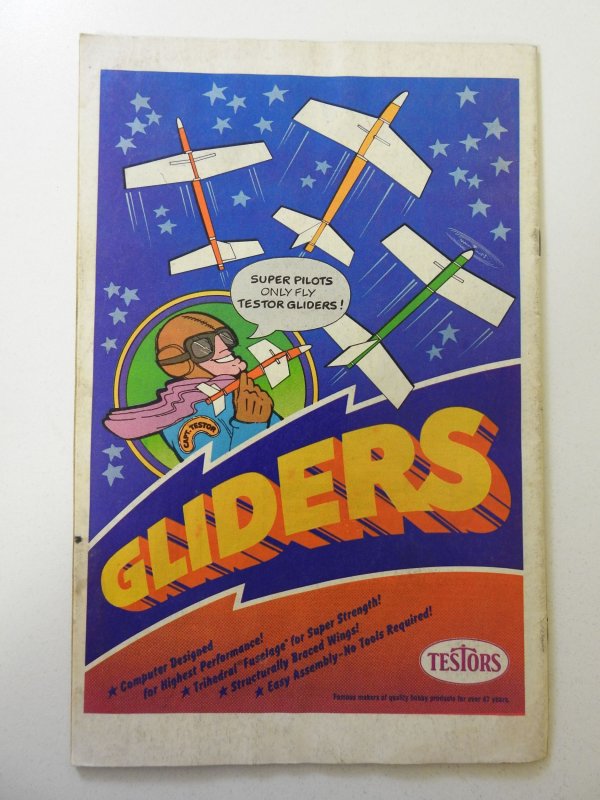 SUPER PILOTS
ONLY FLY
TESTOR GLIDERS!
CAPT. TESTOR
GLIDERS
★ Computer Designed
for Highest Performance!
★ Trihedral Fuselage for Super Strength!
★ Structurally Braced Wings!
★ Easy Assembly-No Tools Required!
TESTORS
Famous makers of quality hobby products for over 47 years.